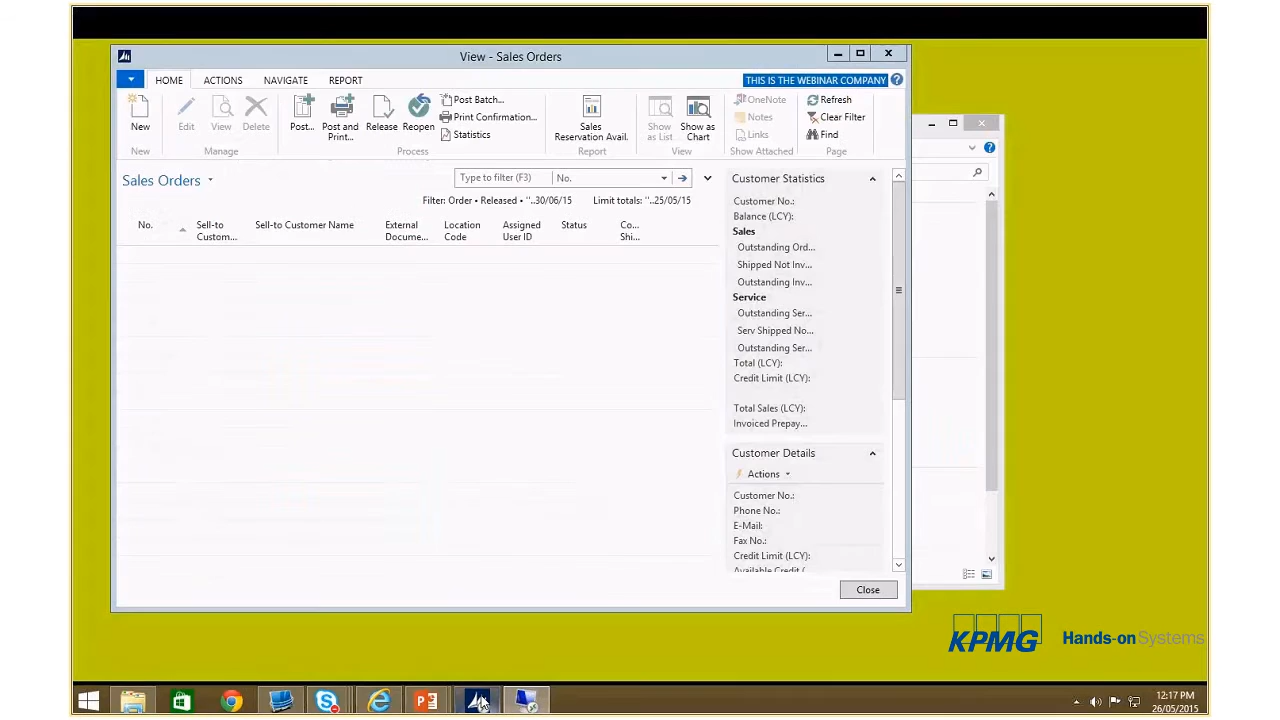 View - Sales Orders
HOME
ACTIONS
NAVIGATE
REPORT
THIS IS THE WEBINAR COMPANY
New
Edit
View
Delete
Post...
Post and
Print...
Release
Reopen
Post Batch...
Print Confirmation...
Statistics
Sales
Reservation Avail.
Show
as List
Show as
Chart
OneNote
Notes
Links
Refresh
Clear Filter
Find
New
Manage
Process
Report
View
Show Attached
Page
Sales Orders
Type to filter (F3)
No.
Filter: Order • Released • ''..30/06/15
Limit totals: ''..25/05/15
No.
Sell-to
Custom...
Sell-to Customer Name
External
Docume...
Location
Code
Assigned
User ID
Status
Co...
Shi...
Customer Statistics
Customer No.:
Balance (LCY):
Sales
Outstanding Ord...
Shipped Not Inv...
Outstanding Inv...
Service
Outstanding Ser...
Serv Shipped No...
Outstanding Ser...
Total (LCY):
Credit Limit (LCY):
Total Sales (LCY):
Invoiced Prepay...
Customer Details
Actions
Customer No.:
Phone No.:
E-Mail:
Fax No.:
Credit Limit (LCY):
Available Credit (
Close
KPMG
Hands-on Systems
12:17 PM
26/05/2015